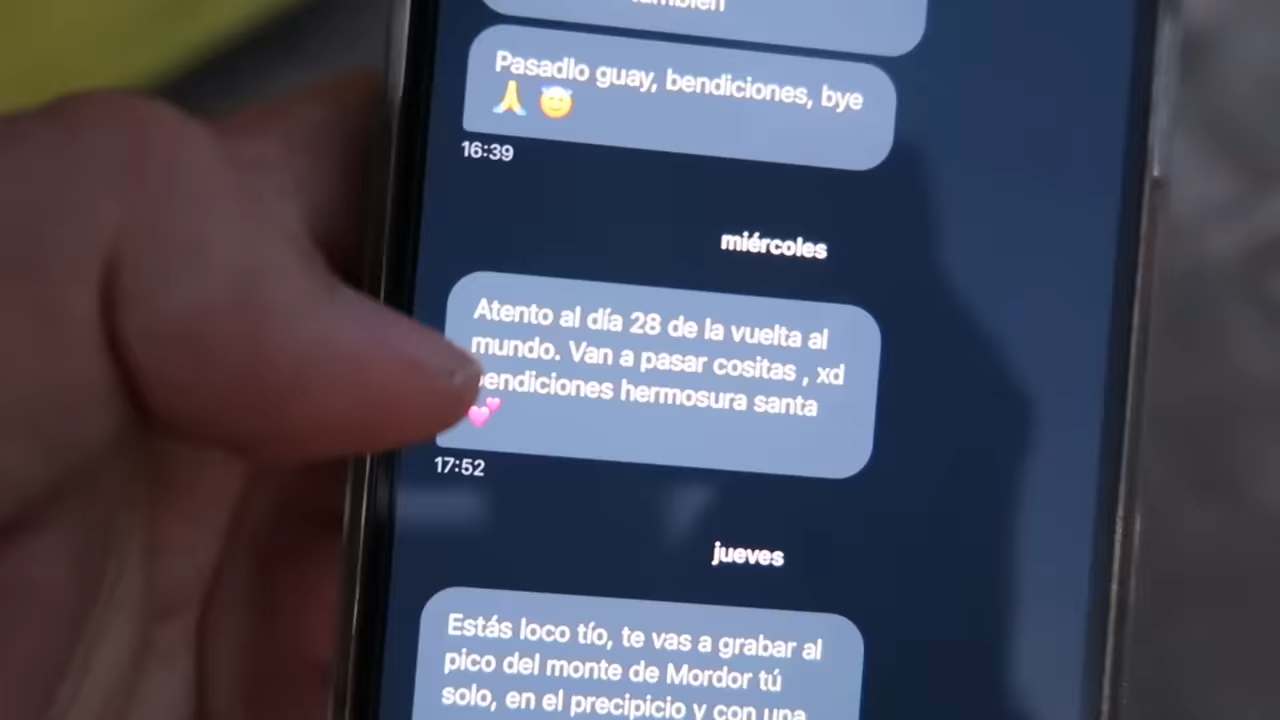 también
Pasadlo guay, bendiciones, bye
🙏 😇
16:39
miércoles
Atento al día 28 de la vuelta al
mundo. Van a pasar cositas , xd
bendiciones hermosura santa
💕
17:52
jueves
Estás loco tío, te vas a grabar al
pico del monte de Mordor tú
solo, en el precipicio y con una